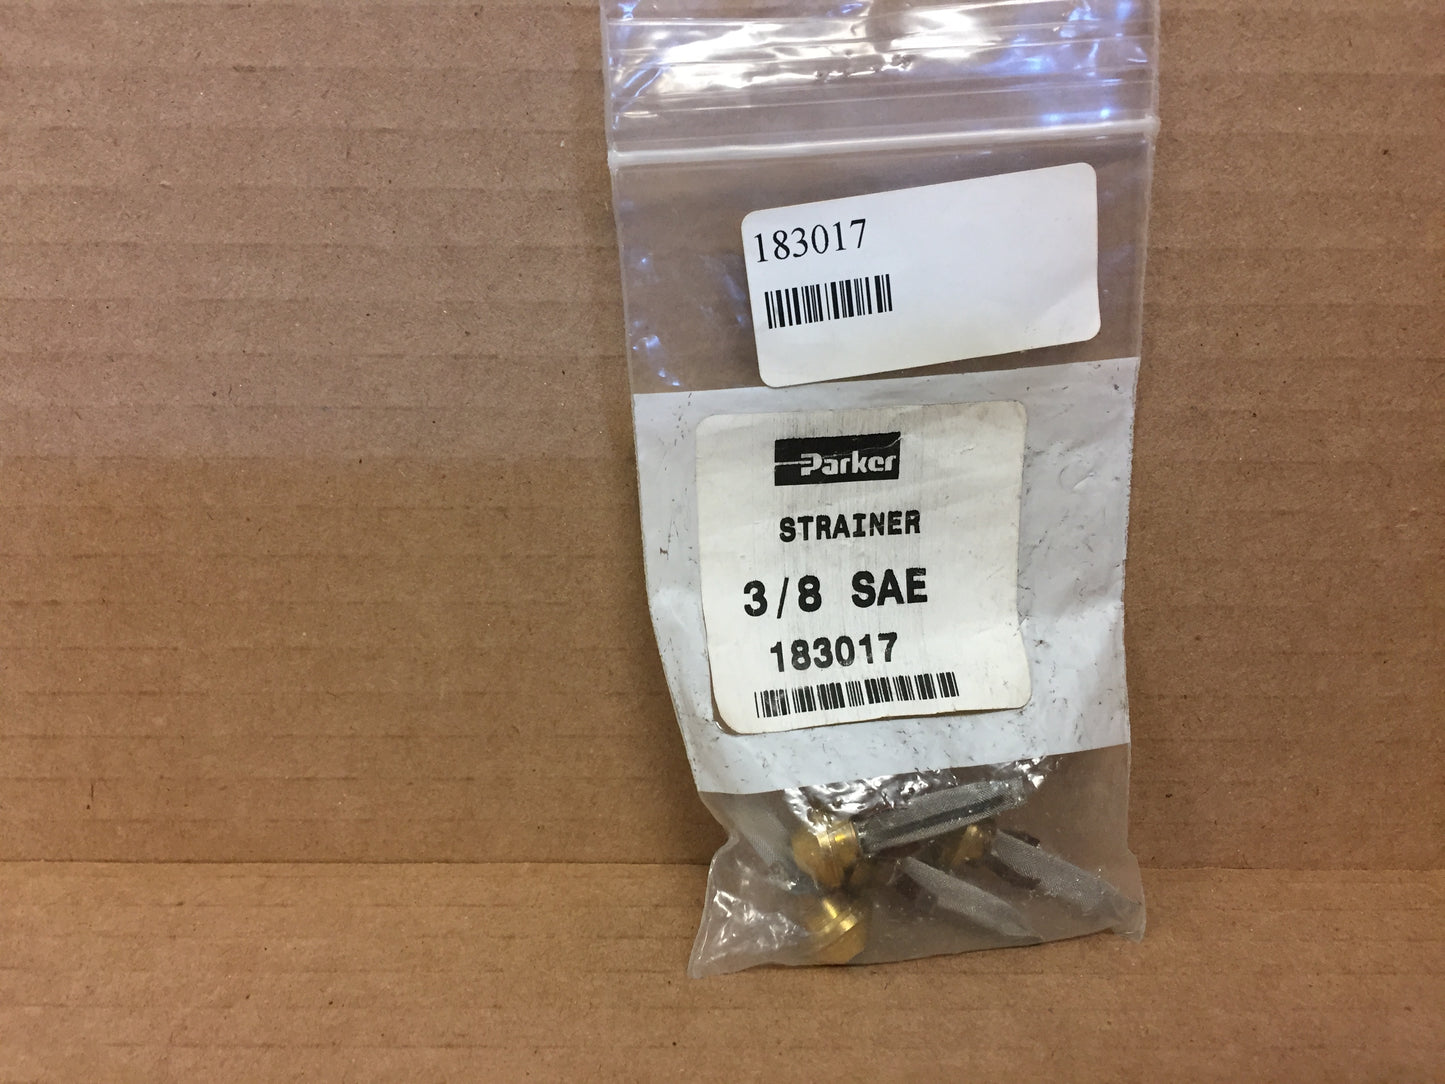 183017
Parker
STRAINER
3/8 SAE
183017